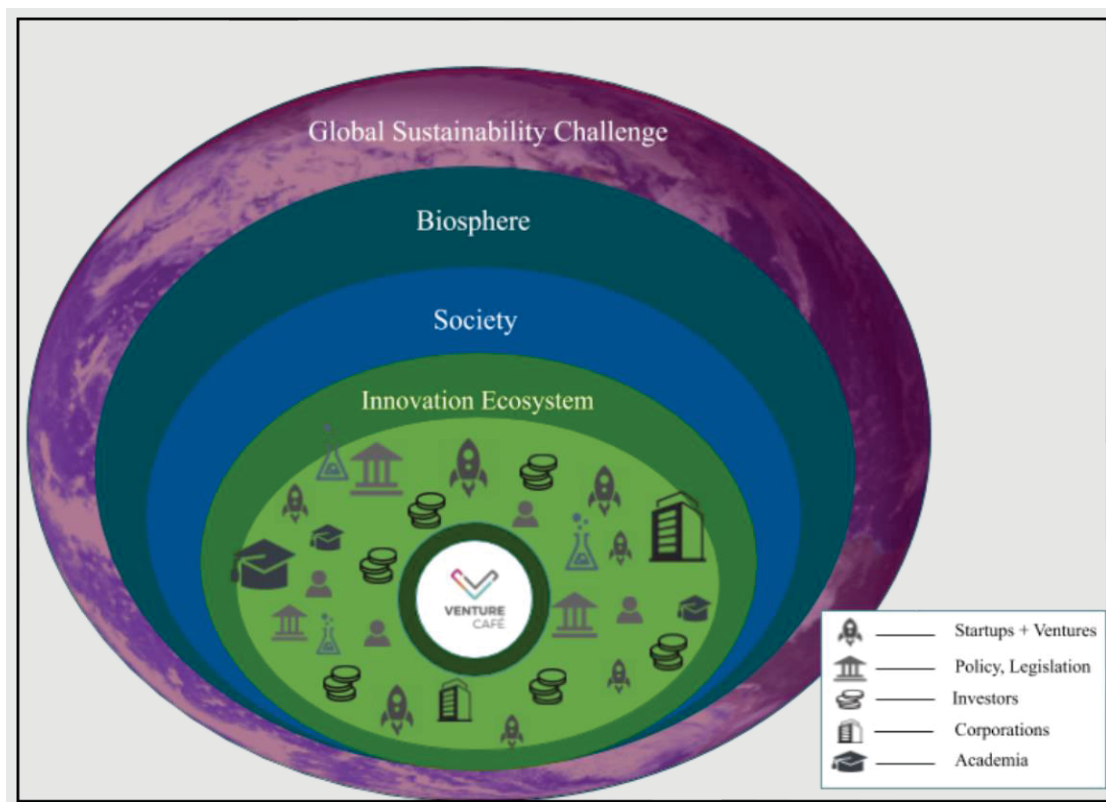 Global Sustainability Challenge
Biosphere
Society
Innovation Ecosystem
VENTURE
CAFÉ
Startups + Ventures
Policy, Legislation
Investors
Corporations
Academia